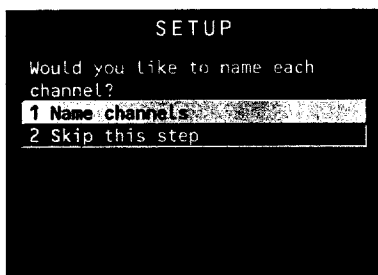 SETUP
Would you like to name each
channel?
1 Name channels
2 Skip this step